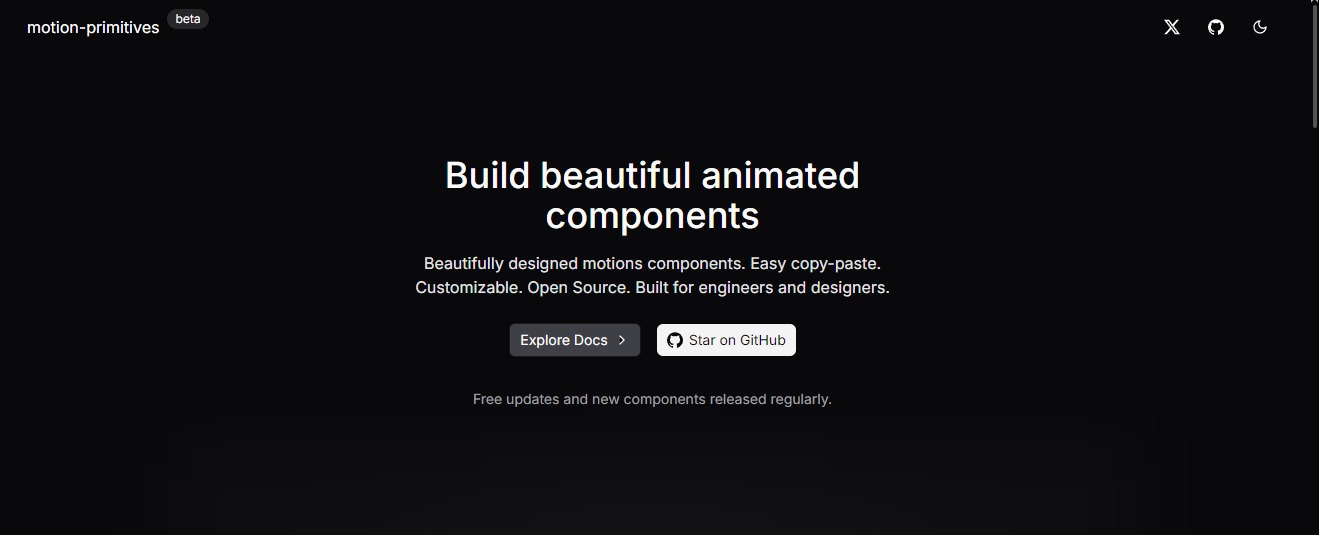 motion-primitives beta
Build beautiful animated
components
Beautifully designed motions components. Easy copy-paste.
Customizable. Open Source. Built for engineers and designers.
Explore Docs
Star on GitHub
Free updates and new components released regularly.